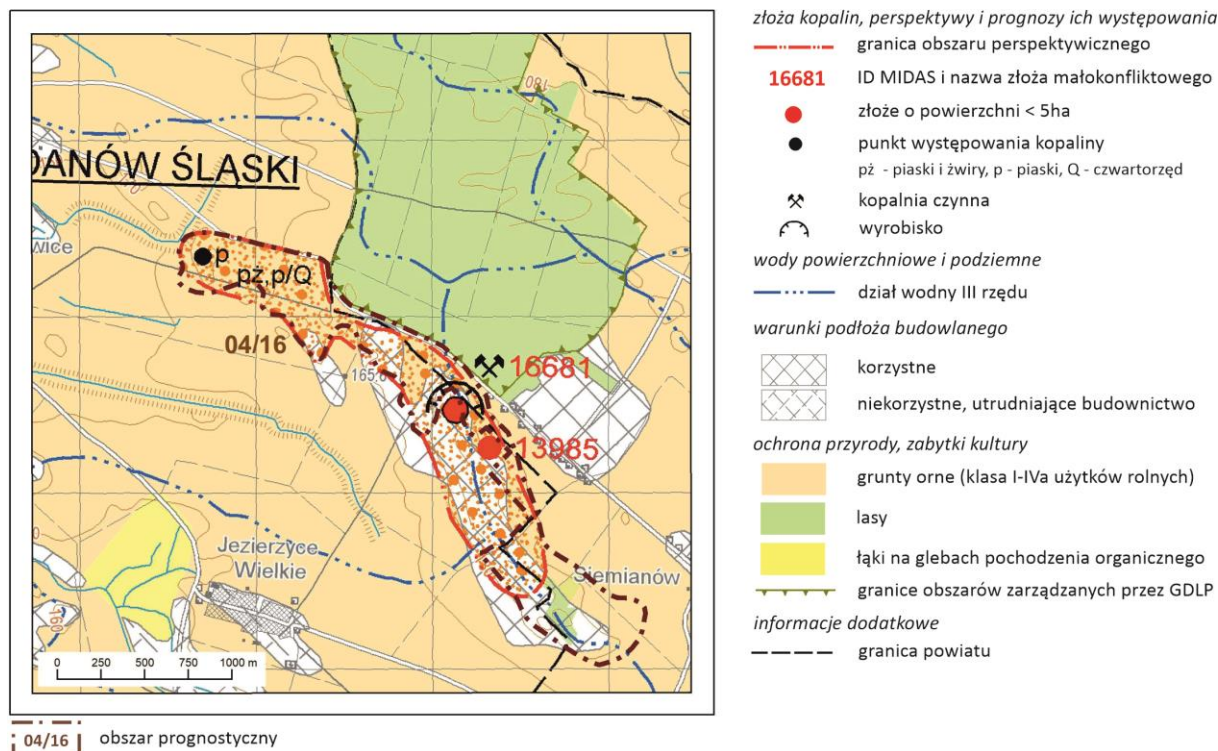 180
DANÓW ŚLĄSKI
wice
p
pż,p/Q
04/16
165.6
16681
13985
Jezierzyce
Wielkie
Siemianów
160
0 250 500 750 1000 m
04/16 obszar prognostyczny
złoża kopalin, perspektywy i prognozy ich występowania
granica obszaru perspektywicznego
16681 ID MIDAS i nazwa złoża małokonfliktowego
złoże o powierzchni < 5ha
punkt występowania kopaliny
pż - piaski i żwiry, p - piaski, Q - czwartorzęd
kopalnia czynna
wyrobisko
wody powierzchniowe i podziemne
dział wodny III rzędu
warunki podłoża budowlanego
korzystne
niekorzystne, utrudniające budownictwo
ochrona przyrody, zabytki kultury
grunty orne (klasa I-IVa użytków rolnych)
lasy
łąki na glebach pochodzenia organicznego
granice obszarów zarządzanych przez GDLP
informacje dodatkowe
granica powiatu